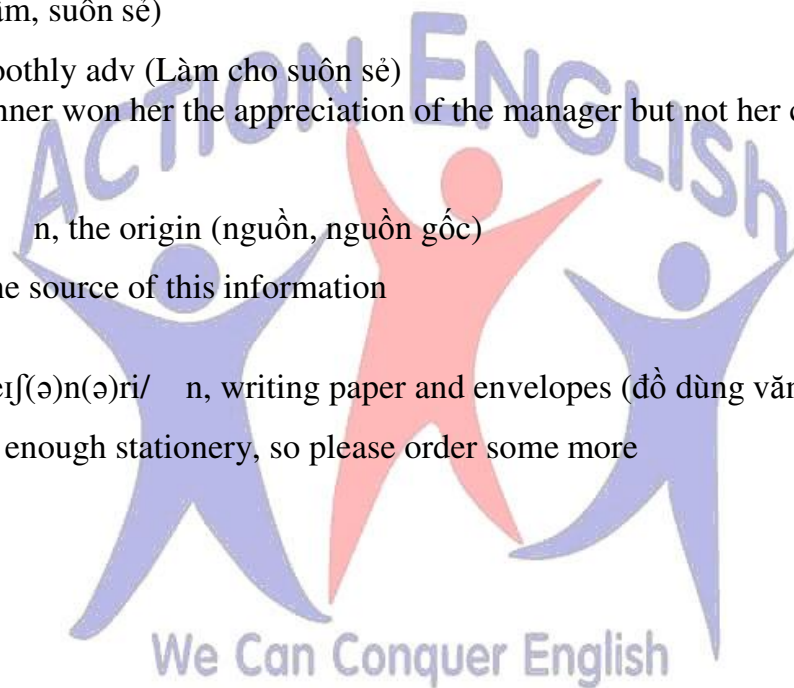 ầm, suôn sẻ)
oothly adv (Làm cho suôn sẻ)
nner won her the appreciation of the manager but not her
ACTION ENGLISH
n, the origin (nguồn, nguồn gốc)
he source of this information
eɪʃ(ə)n(ə)ri/ n, writing paper and envelopes (đồ dùng văn
enough stationery, so please order some more
We Can Conquer English